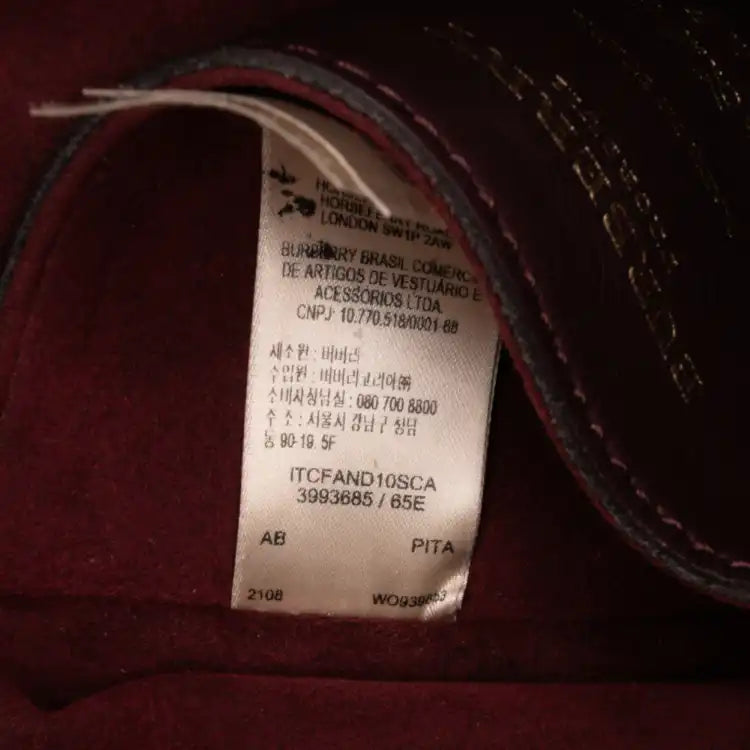 HORSEFERRY ROAD
LONDON SW1P 2AW
BURBERRY BRASIL COMERC
DE ARTIGOS DE VESTUÁRIO E
ACESSÓRIOS LTDA.
CNPJ: 10.770.518/0001-88
제소원 : 버버리
수입원 : 버버리코리아㈜
소비자상담실 : 080 700 8800
주 소 : 서울시 강남구 청담
동 90-19. 5F
ITCFAND10SCA
3993685 / 65E
AB
PITA
2108